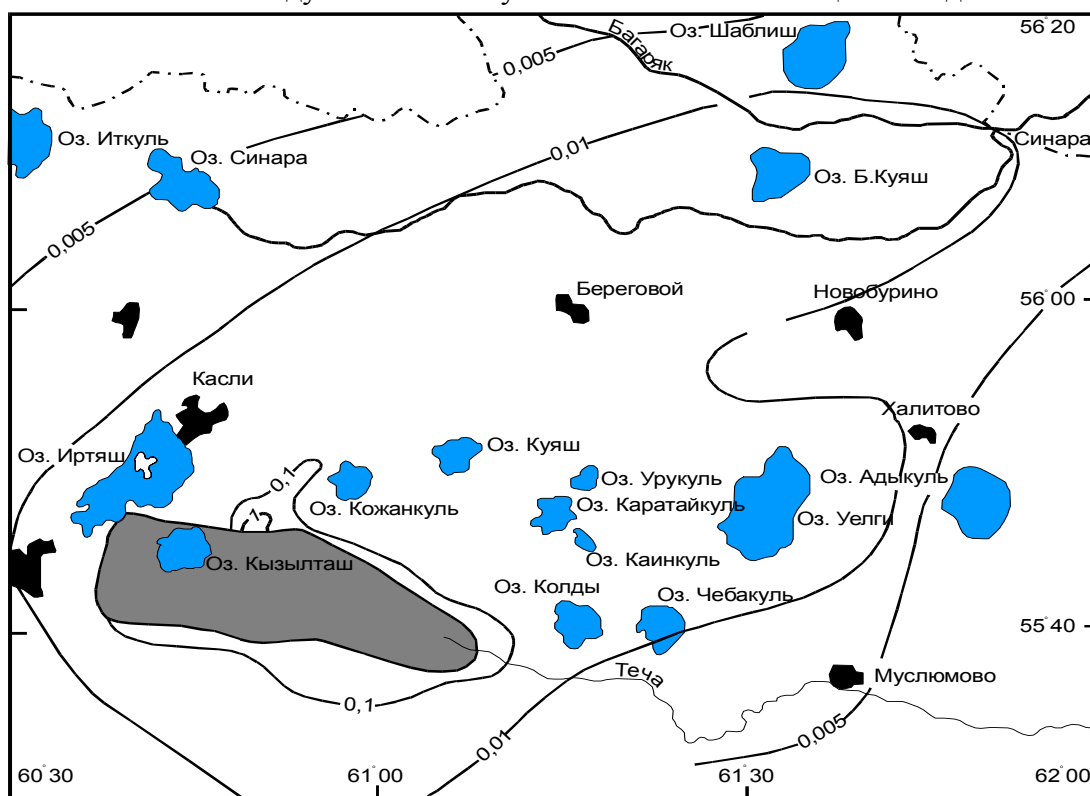 56°20
Оз. Шаблиш
Багаряк
0,005
Оз. Иткуль
Оз. Синара
Синара
0,01
Оз. Б.Куяш
0,005
Береговой
Новобурино
56°00
Касли
Халитово
Оз. Иртяш
Оз. Куяш
0,1
Оз. Урукуль
Оз. Адыкуль
Оз. Кожанкуль
Оз. Каратайкуль
1
Оз. Уелги
Оз. Кызылташ
Оз. Каинкуль
Оз. Колды
Оз. Чебакуль
55°40
Теча
Муслюмово
0,1
0,01
0,005
60°30
61°00
61°30
62°00